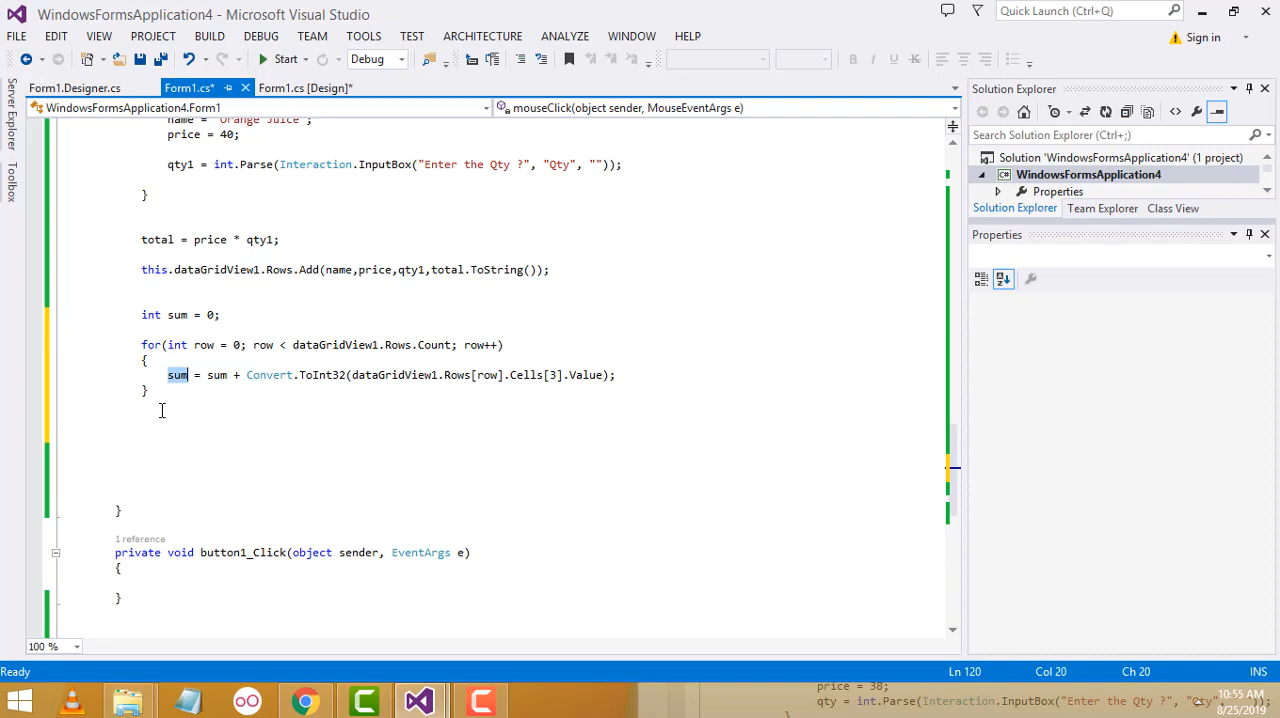 WindowsFormsApplication4 - Microsoft Visual Studio
Quick Launch (Ctrl+Q)
FILE EDIT VIEW PROJECT BUILD DEBUG TEAM TOOLS TEST ARCHITECTURE ANALYZE WINDOW HELP
Sign in
Start Debug
Form1.Designer.cs Form1.cs* Form1.cs [Design]*
WindowsFormsApplication4.Form1 mouseClick(object sender, MouseEventArgs e)
Server Explorer
Toolbox
name = "Orange Juice";
price = 40;
qty1 = int.Parse(Interaction.InputBox("Enter the Qty ?", "Qty", ""));
}
total = price * qty1;
this.dataGridView1.Rows.Add(name,price,qty1,total.ToString());
int sum = 0;
for(int row = 0; row < dataGridView1.Rows.Count; row++)
{
sum = sum + Convert.ToInt32(dataGridView1.Rows[row].Cells[3].Value);
}
}
1 reference
private void button1_Click(object sender, EventArgs e)
{
}
100 %
Solution Explorer
Search Solution Explorer (Ctrl+;)
Solution 'WindowsFormsApplication4' (1 project)
C# WindowsFormsApplication4
Properties
Solution Explorer Team Explorer Class View
Properties
A Z
Ready Ln 120 Col 20 Ch 20 INS
price = 38;
qty = int.Parse(Interaction.InputBox("Enter the Qty ?", "Qty"
}
10:55 AM
8/25/2019